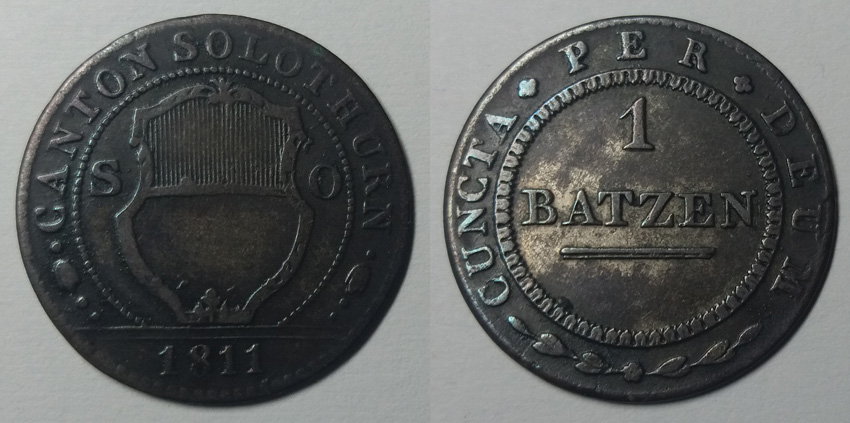 CANTON SOLOTHURN
S O
1811
CUNCTA PER DEUM
1
BATZEN